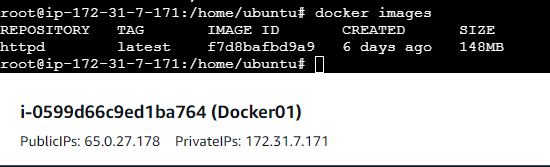 root@ip-172-31-7-171:/home/ubuntu# docker images
REPOSITORY TAG IMAGE ID CREATED SIZE
httpd latest f7d8bafbd9a9 6 days ago 148MB
root@ip-172-31-7-171:/home/ubuntu#
i-0599d66c9ed1ba764 (Docker01)
PublicIPs: 65.0.27.178 PrivateIPs: 172.31.7.171